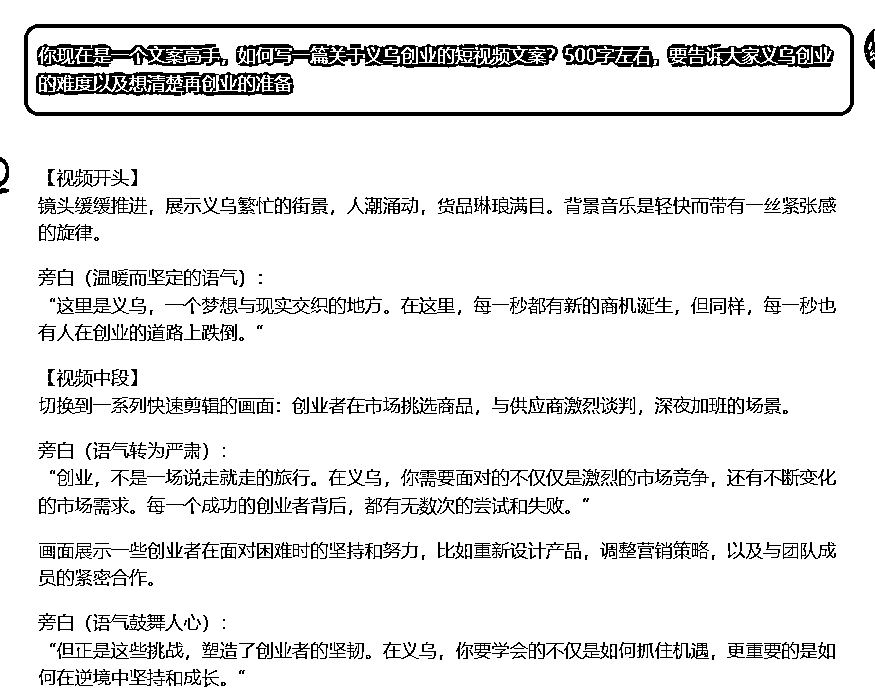 你现在是一个文案高手，如何写一篇关于义乌创业的短视频文案？500字左右，要告诉大家义乌创业
的难度以及想清楚再创业的准备
【视频开头】
镜头缓缓推进，展示义乌繁忙的街景，人潮涌动，货品琳琅满目。背景音乐是轻快而带有一丝紧张感
的旋律。
旁白（温暖而坚定的语气）：
“这里是义乌，一个梦想与现实交织的地方。在这里，每一秒都有新的商机诞生，但同样，每一秒也
有人在创业的道路上跌倒。“
【视频中段】
切换到一系列快速剪辑的画面：创业者在市场挑选商品，与供应商激烈谈判，深夜加班的场景。
旁白（语气转为严肃）：
“创业，不是一场说走就走的旅行。在义乌，你需要面对的不仅仅是激烈的市场竞争，还有不断变化
的市场需求。每一个成功的创业者背后，都有无数次的尝试和失败。”
画面展示一些创业者在面对困难时的坚持和努力，比如重新设计产品，调整营销策略，以及与团队成
员的紧密合作。
旁白（语气鼓舞人心）：
“但正是这些挑战，塑造了创业者的坚韧。在义乌，你要学会的不仅是如何抓住机遇，更重要的是如
何在逆境中坚持和成长。“